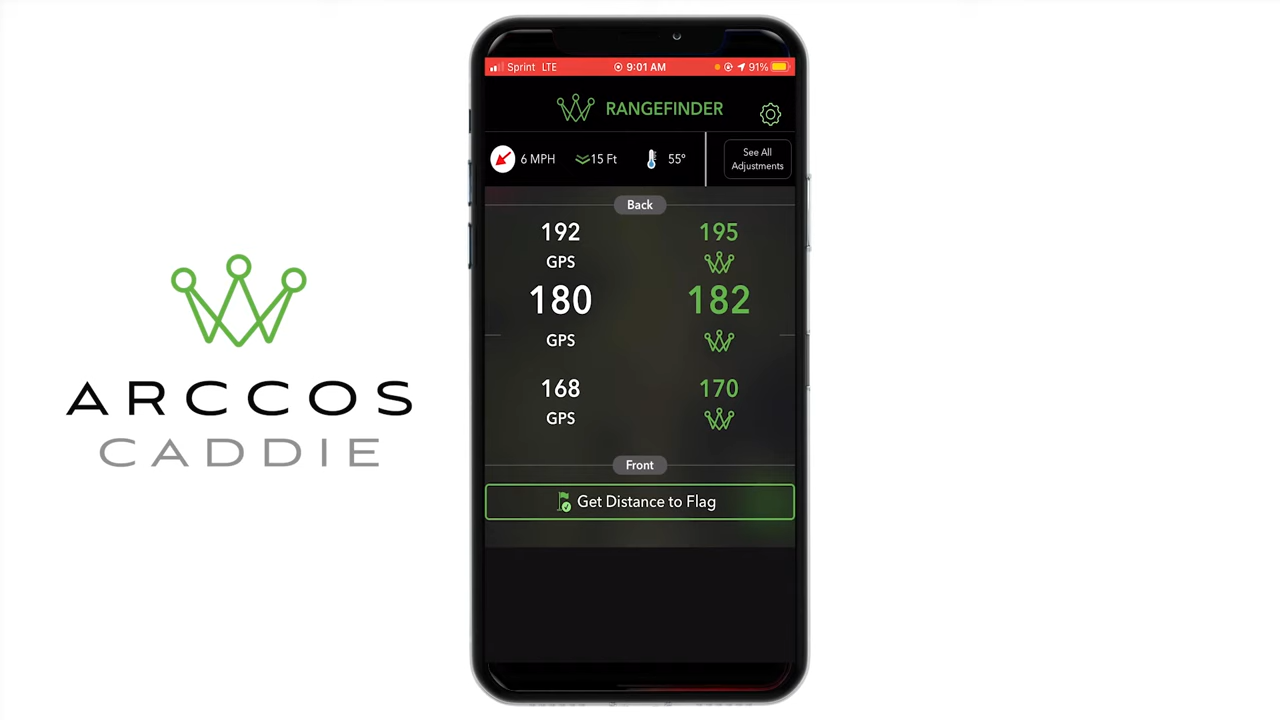 ARCCOS
CADDIE
Sprint LTE 9:01 AM 91%
RANGEFINDER
6 MPH 15 Ft 55° See All Adjustments
Back
192 195
GPS
180 182
GPS
168 170
GPS
Front
Get Distance to Flag